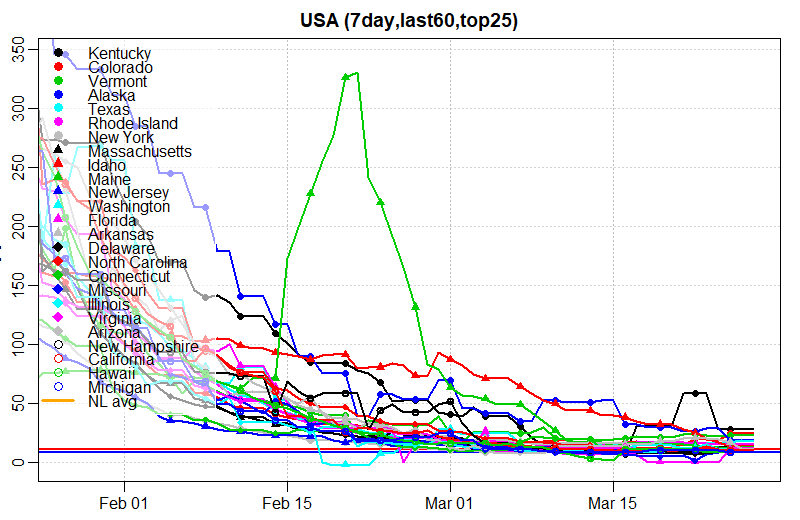 USA (7day,last60,top25)
350
300
250
200
150
100
50
0
Kentucky
Colorado
Vermont
Alaska
Texas
Rhode Island
New York
Massachusetts
Idaho
Maine
New Jersey
Washington
Florida
Arkansas
Delaware
North Carolina
Connecticut
Missouri
Illinois
Virginia
Arizona
New Hampshire
California
Hawaii
Michigan
NL avg
Feb 01
Feb 15
Mar 01
Mar 15